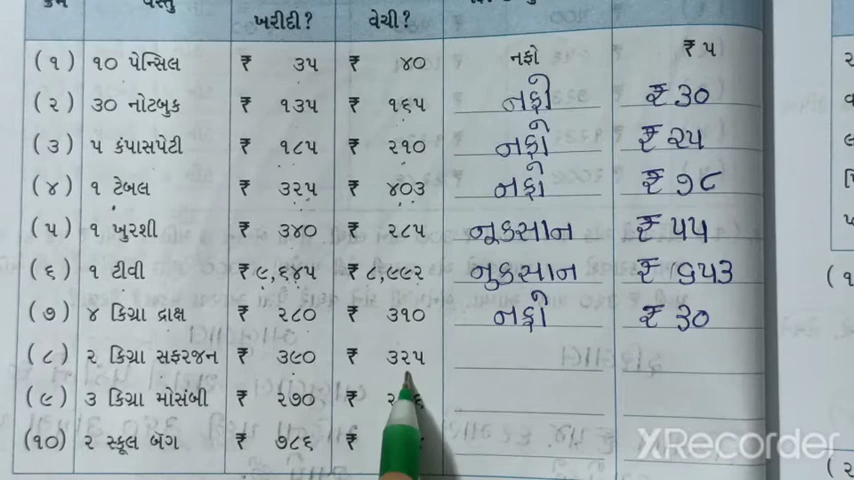 ખરીદી? વેચી?
(૧) ૧૦ પેન્સિલ ₹ ૩૫ ₹ ૪૦ નફો ₹ ૫
(૨) ૩૦ નોટબુક ₹ ૧૩૫ ₹ ૧૬૫ નફો ₹ ૩૦
(૩) ૫ કંપાસપેટી ₹ ૧૮૫ ₹ ૨૧૦ નફો ₹ ૨૫
(૪) ૧ ટેબલ ₹ ૩૨૫ ₹ ૪૦૩ નફો ₹ ૭૮
(૫) ૧ ખુરશી ₹ ૩૪૦ ₹ ૨૮૫ નૂકસાન ₹ ૫૫
(૬) ૧ ટીવી ₹ ૯,૬૪૫ ₹ ૮,૯૯૨ નુકસાન ₹ ૬૫૩
(૭) ૪ કિગ્રા દ્રાક્ષ ₹ ૨૮૦ ₹ ૩૧૦ નફો ₹ ૩૦
(૮) ૨ કિગ્રા સફરજન ₹ ૩૯૦ ₹ ૩૨૫
(૯) ૩ કિગ્રા મોસંબી ₹ ૨૭૦ ₹
(૧૦) ૨ સ્કૂલ બૅગ ₹ ૭૮૬ ₹
XRecorder